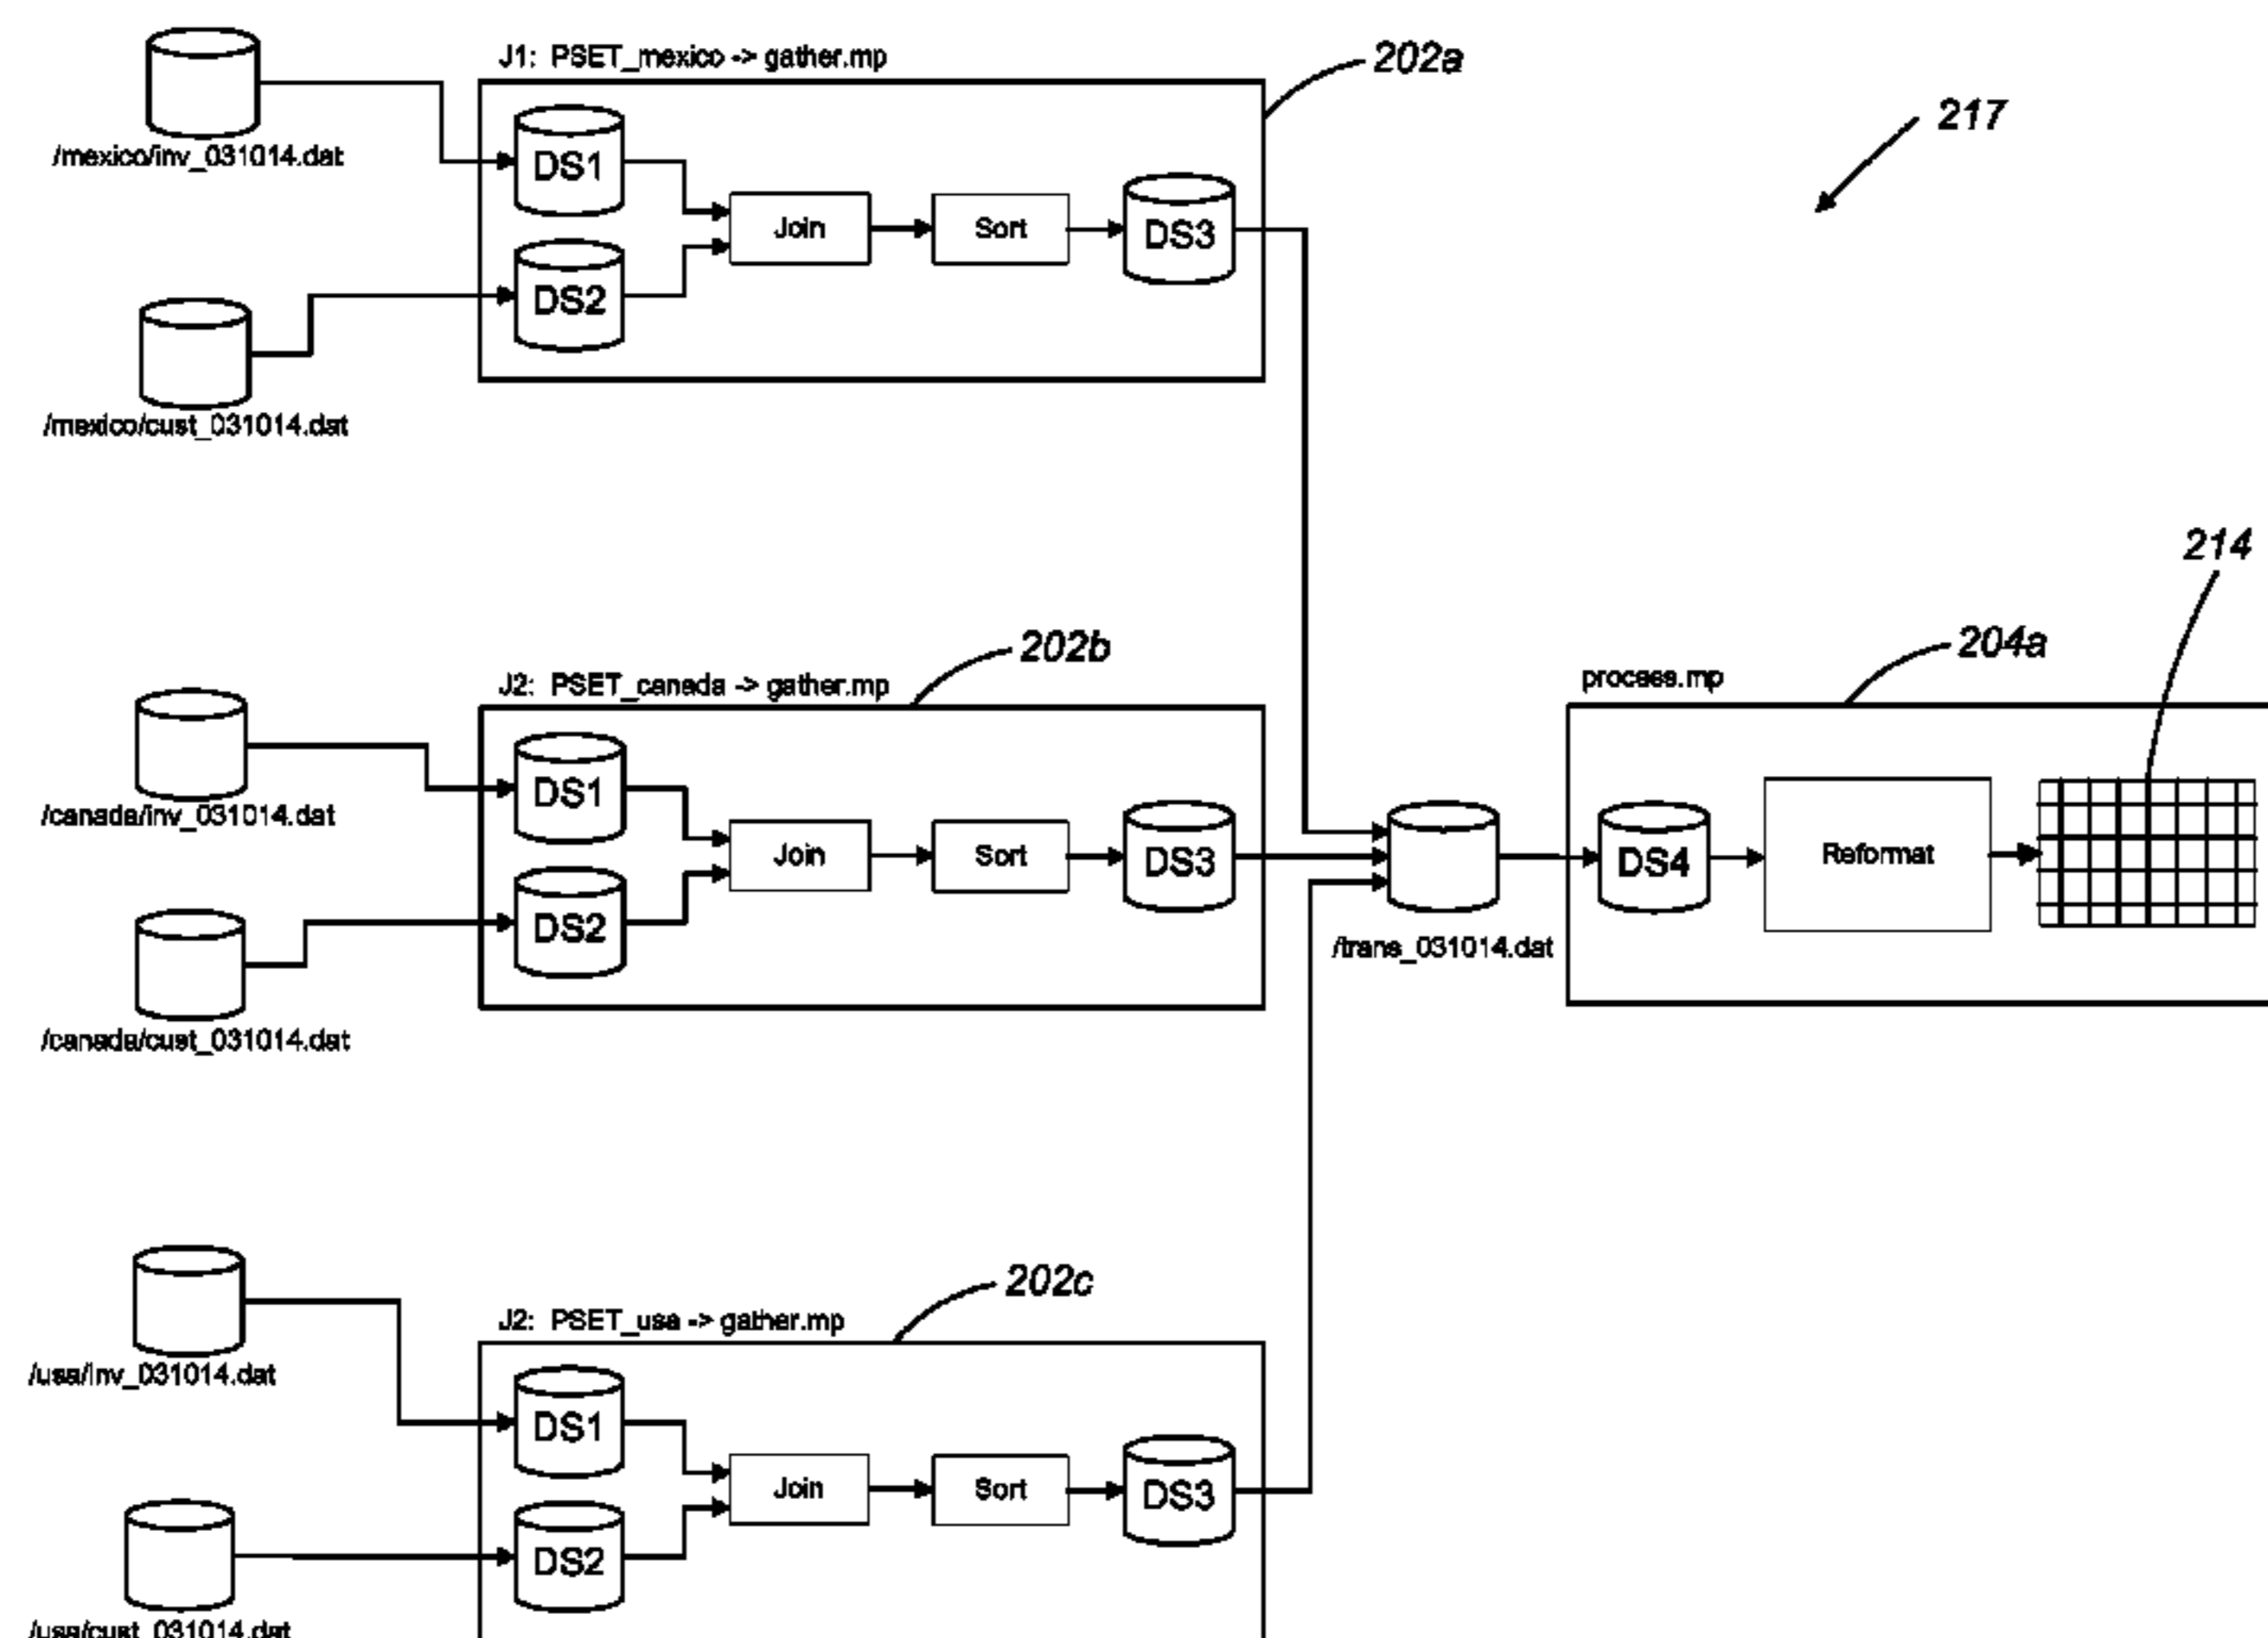 J1: PSET_mexico -> gather.mp
202a
217
/mexico/inv_031014.dat
DS1
DS2
Join
Sort
DS3
/mexico/cust_031014.dat
214
J2: PSET_canada -> gather.mp
202b
process.mp
204a
/canada/inv_031014.dat
DS1
DS2
Join
Sort
DS3
DS4
Reformat
/trans_031014.dat
/canada/cust_031014.dat
J2: PSET_usa -> gather.mp
202c
/usa/inv_031014.dat
DS1
DS2
Join
Sort
DS3
/usa/cust_031014.dat